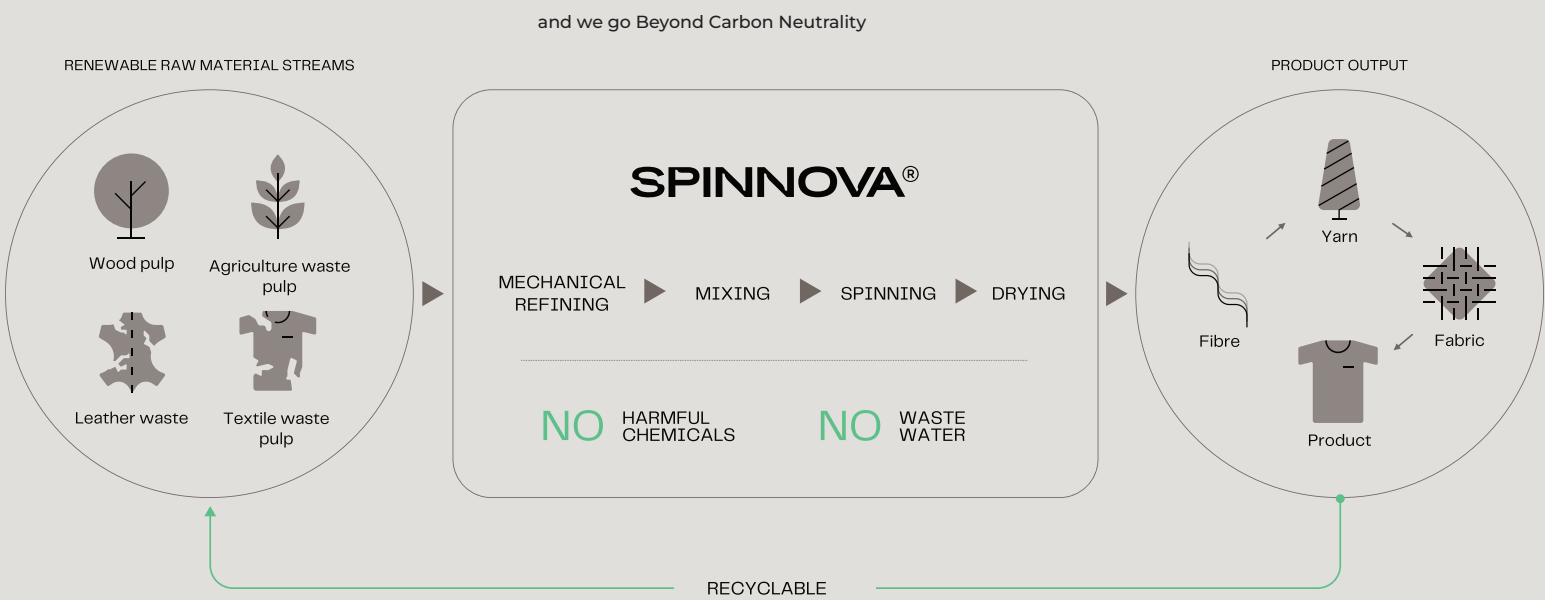 and we go Beyond Carbon Neutrality
RENEWABLE RAW MATERIAL STREAMS
Wood pulp
Agriculture waste
pulp
Leather waste
Textile waste
pulp
SPINNOVA®
MECHANICAL
REFINING
MIXING
SPINNING
DRYING
NO
HARMFUL
CHEMICALS
NO
WASTE
WATER
PRODUCT OUTPUT
Yarn
Fibre
Fabric
Product
RECYCLABLE